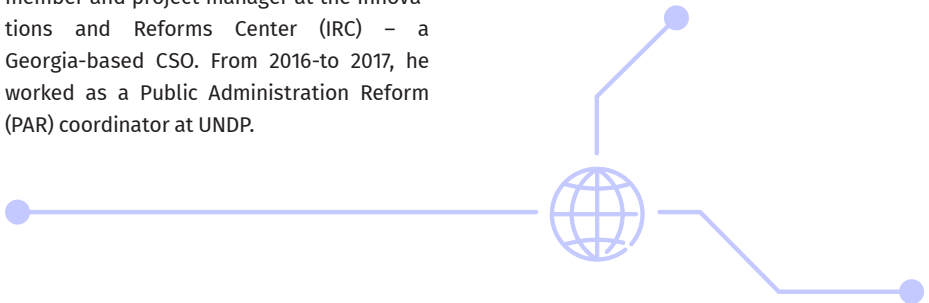 member and project manager at the Innova-
tions and Reforms Center (IRC) – a
Georgia-based CSO. From 2016-to 2017, he
worked as a Public Administration Reform
(PAR) coordinator at UNDP.